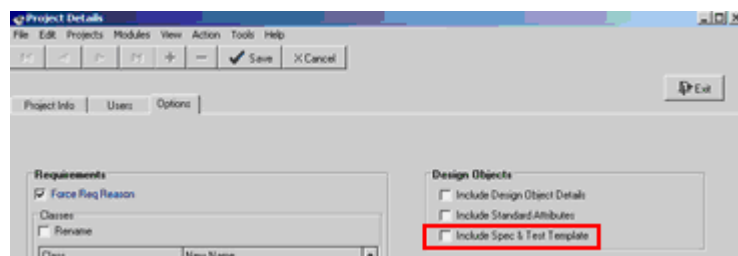 Project Details
File Edit Projects Modules View Action Tools Help
Save X Cancel
Exit
Project Info Users Options
Requirements
Force Req Reason
Classes
Rename
Class New Name
Design Objects
Include Design Object Details
Include Standard Attributes
Include Spec & Test Template